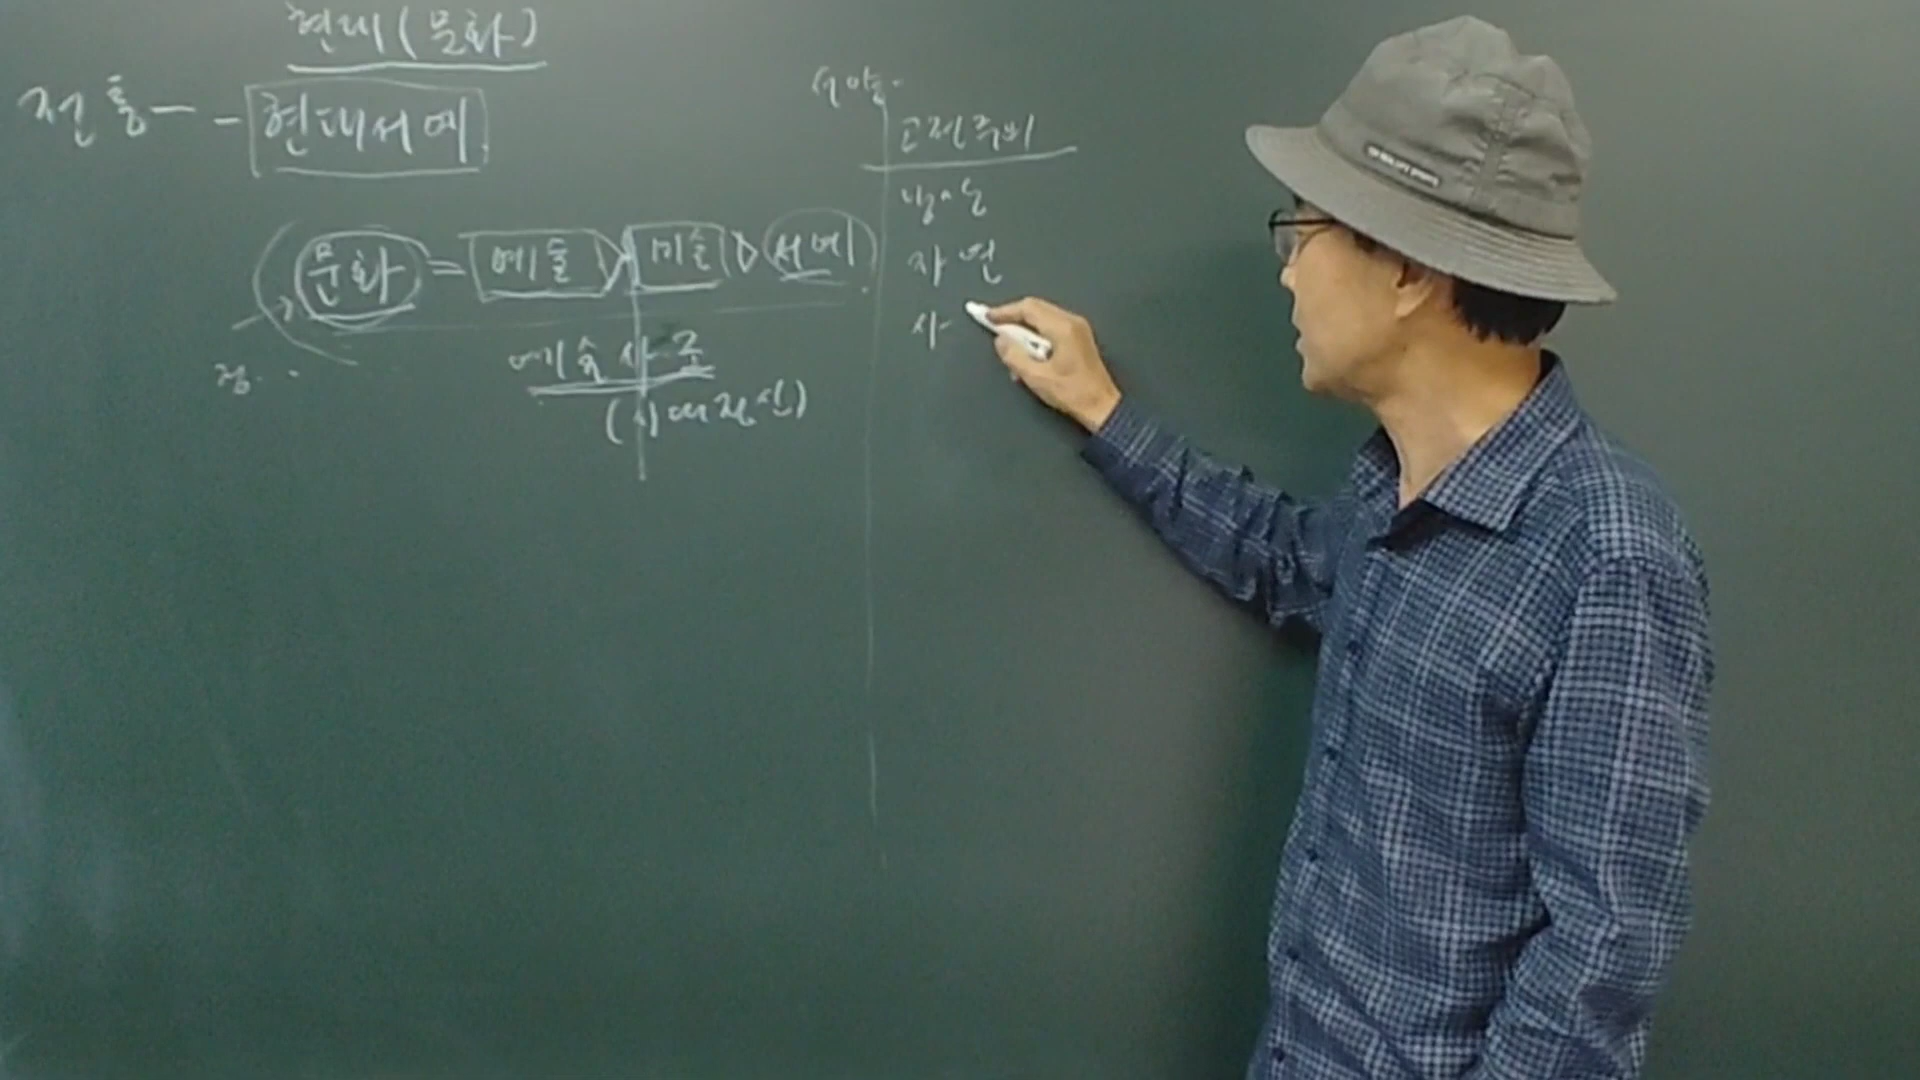 현대(문화)
전통 - - 현대서예
문화 = 예술 > 미술 > 서예
정..
예술사조
(시대정신)
서양
고전주의
낭만
자연
사